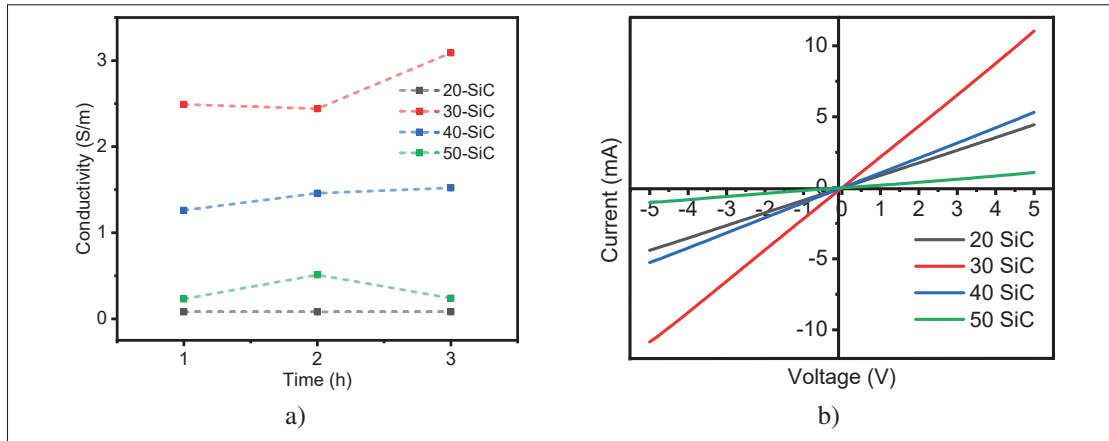 3
2
1
0
Conductivity (S/m)
20-SiC
30-SiC
40-SiC
50-SiC
1 2 3
Time (h)
a)
10
5
0
-5
-10
Current (mA)
-5 -4 -3 -2 -1 0 1 2 3 4 5
20 SiC
30 SiC
40 SiC
50 SiC
Voltage (V)
b)